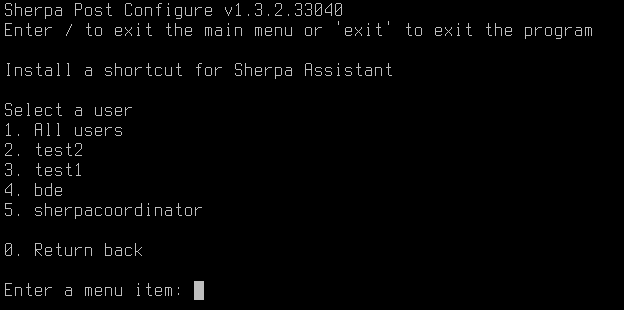 Sherpa Post Configure v1.3.2.33040
Enter / to exit the main menu or 'exit' to exit the program
Install a shortcut for Sherpa Assistant
Select a user
1. All users
2. test2
3. test1
4. bde
5. sherpacoordinator
0. Return back
Enter a menu item: